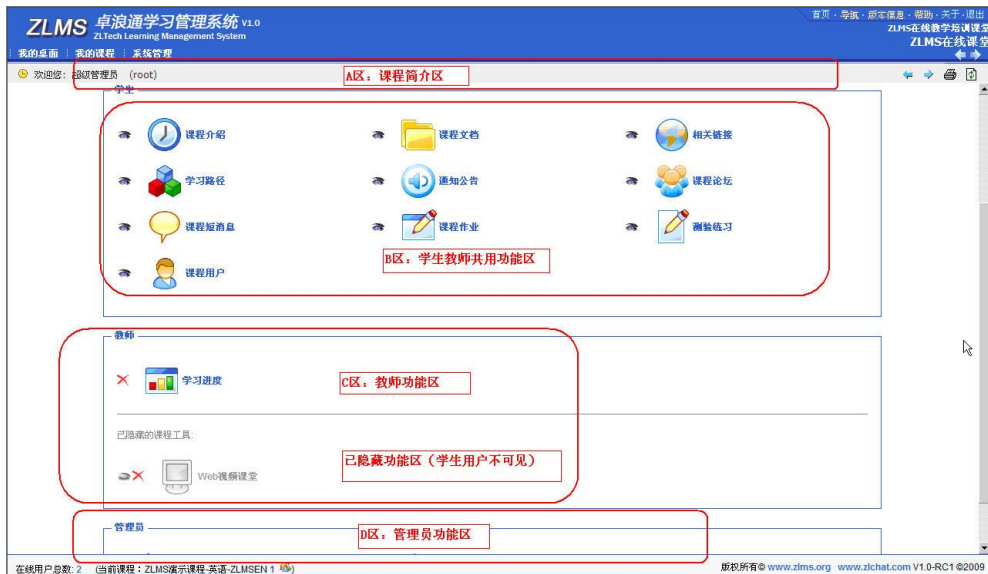 首页 · 导航 · 版本信息 · 帮助 · 关于 · 退出
ZLMS 卓浪通学习管理系统 V1.0
ZLTech Learning Management System
ZLMS在线教学培训课堂
ZLMS在线课堂
我的桌面 我的课程 系统管理
欢迎您: 超级管理员 (root)
A区：课程简介区
学生
课程介绍 课程文档 相关链接
学习路径 通知公告 课程论坛
课程短消息 课程作业 测验练习
课程用户
B区：学生教师共用功能区
教师
学习进度
C区：教师功能区
已隐藏的课程工具:
Web视频课堂
已隐藏功能区（学生用户不可见）
管理员
D区：管理员功能区
在线用户总数: 2 (当前课程：ZLMS演示课程-英语-ZLMSEN 1)
版权所有© www.zlms.org www.zlchat.com V1.0-RC1 ©2009